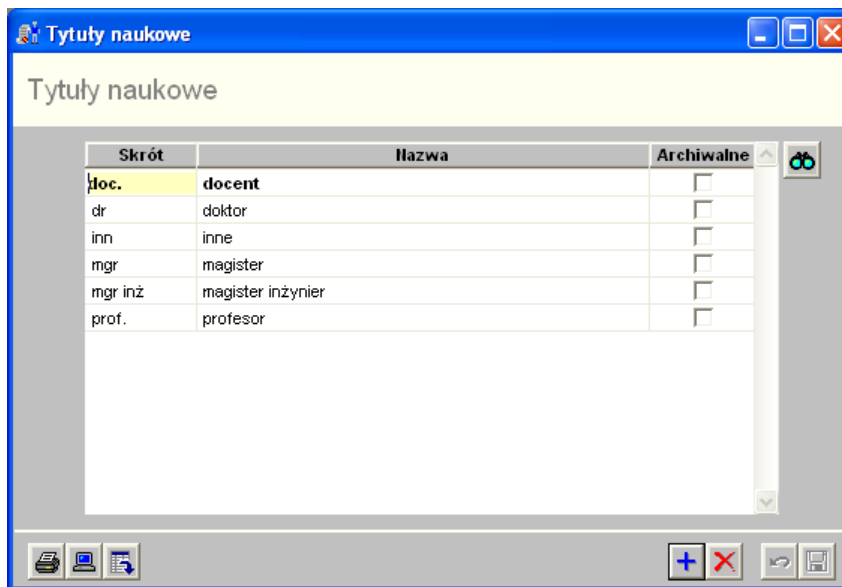 Tytuły naukowe
Tytuły naukowe
Skrót Nazwa Archiwalne
doc. docent
dr doktor
inn inne
mgr magister
mgr inż magister inżynier
prof. profesor